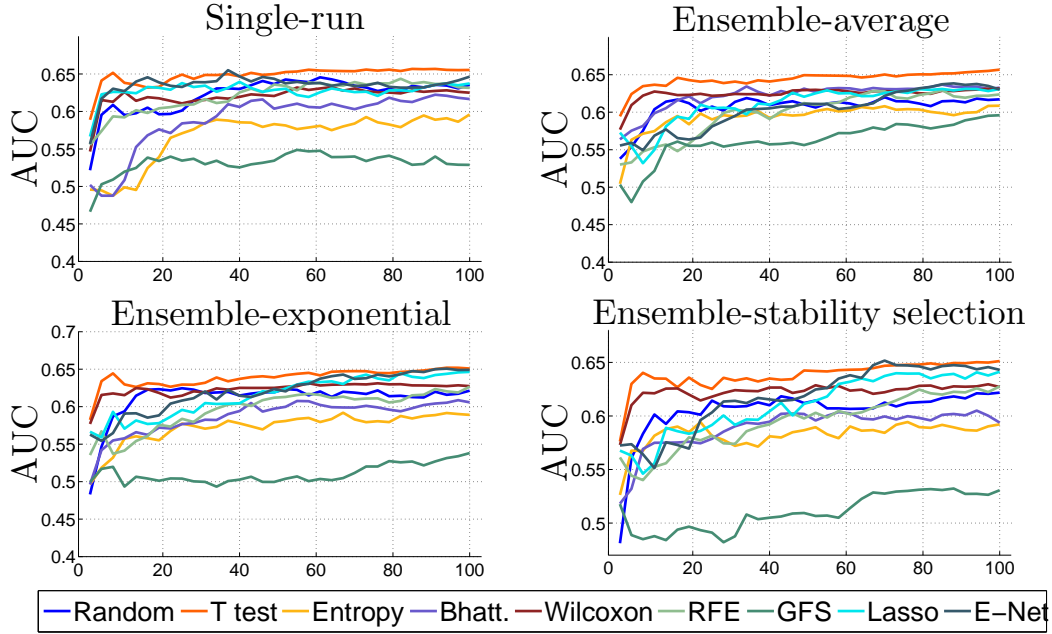 Single-run
Ensemble-average
0.65
0.6
0.55
0.5
0.45
0.4
AUC
0 20 40 60 80 100
0.65
0.6
0.55
0.5
0.45
0.4
AUC
0 20 40 60 80 100
Ensemble-exponential
Ensemble-stability selection
0.7
0.65
0.6
0.55
0.5
0.45
0.4
AUC
0 20 40 60 80 100
0.65
0.6
0.55
0.5
AUC
0 20 40 60 80 100
Random T test Entropy Bhatt. Wilcoxon RFE GFS Lasso E−Net